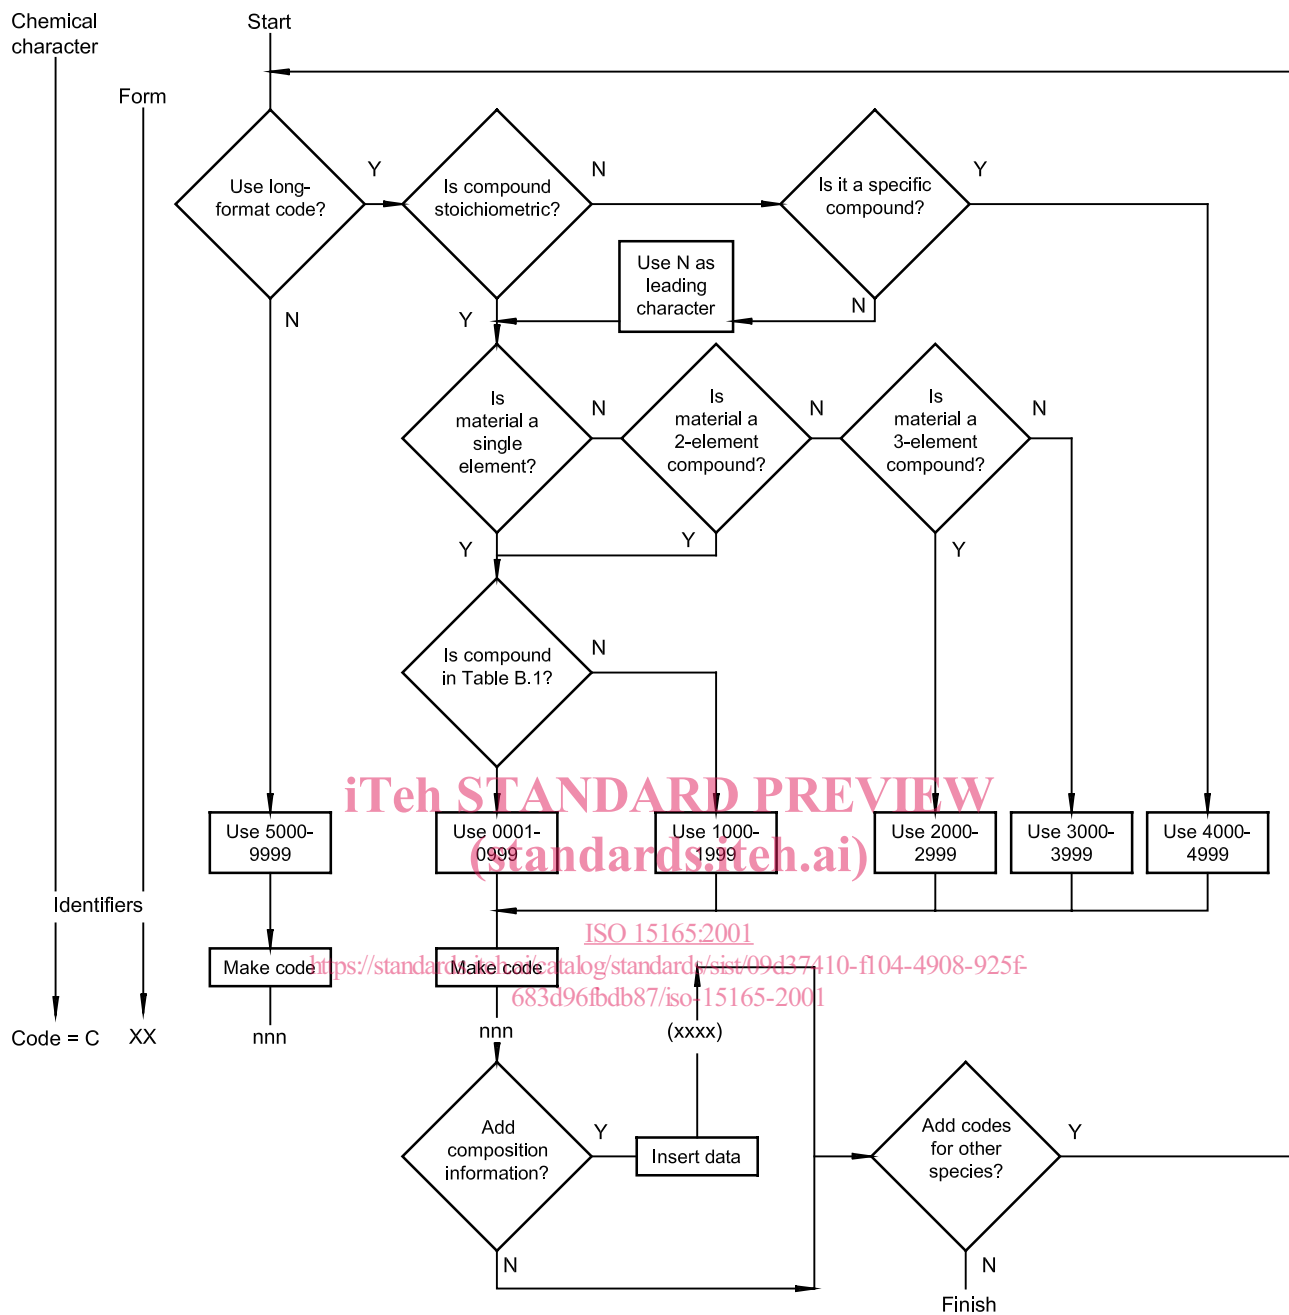 Chemical
character
Start
Form
Use long-
format code?
Y
Is compound
stoichiometric?
N
Is it a specific
compound?
Y
Use N as
leading
character
N
Y
N
Is
material a
single
element?
N
Is
material a
2-element
compound?
N
Is
material a
3-element
compound?
N
Y
Y
Y
Is compound
in Table B.1?
N
iTeh STANDARD PREVIEW
(standards.iteh.ai)
Use 5000-
9999
Use 0001-
0999
Use 1000-
1999
Use 2000-
2999
Use 3000-
3999
Use 4000-
4999
Identifiers
ISO 15165:2001
https://standards.iteh.ai/catalog/standards/sist/09d37410-f104-4908-925f-
683d96fbdb87/iso-15165-2001
Make code
Make code
Code = C
XX
nnn
nnn
(xxxx)
Add
composition
information?
Y
Insert data
Add codes
for other
species?
Y
N
N
Finish